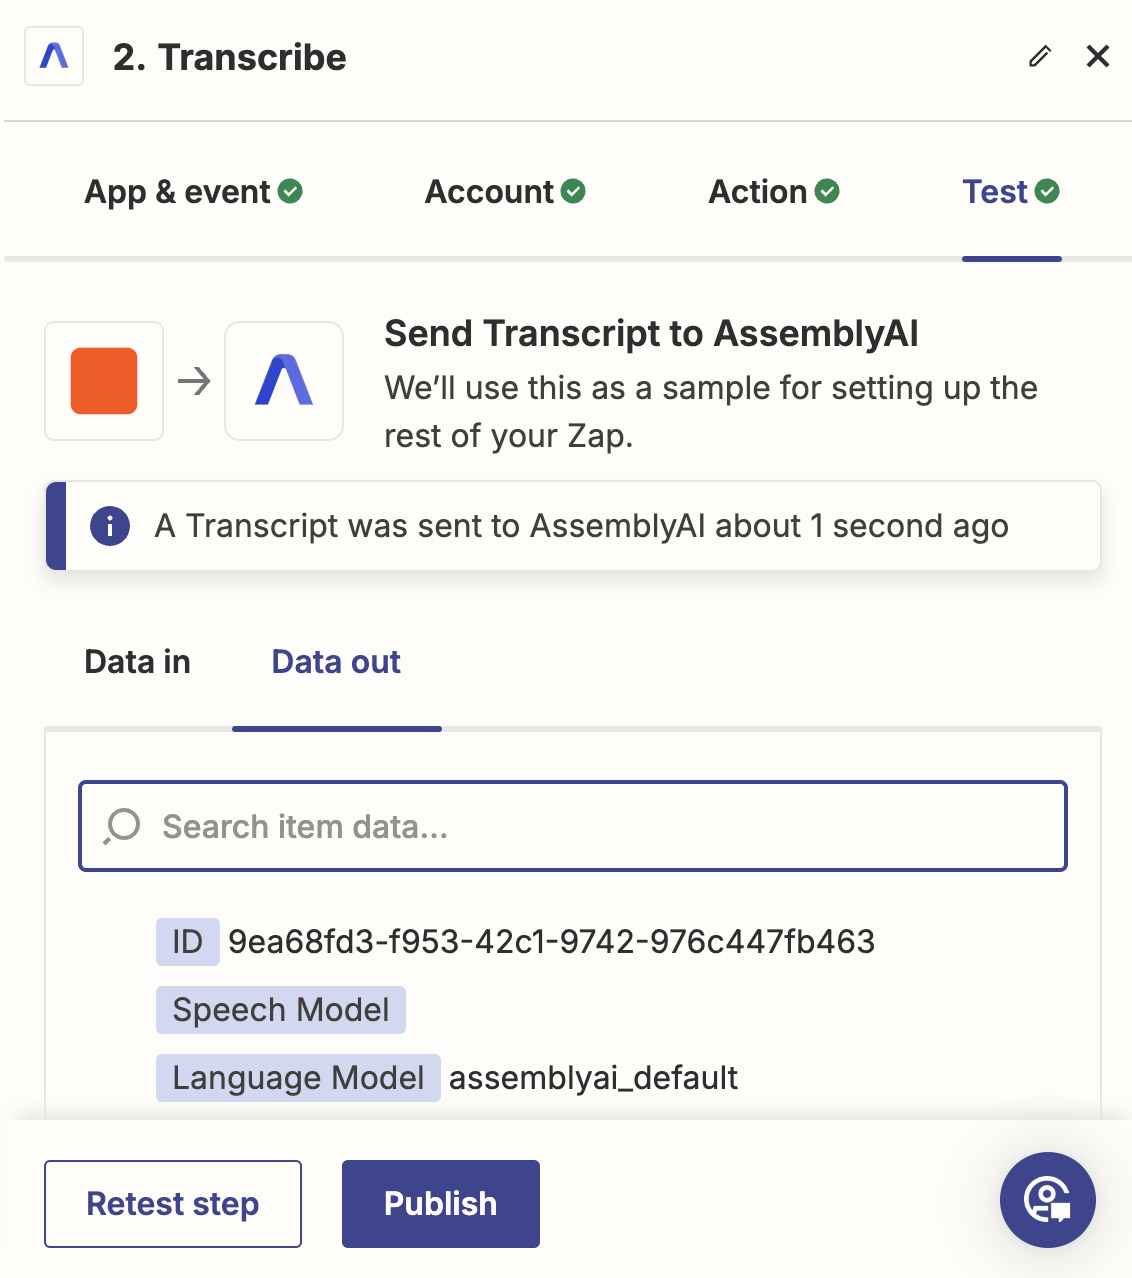 2. Transcribe
App & event
Account
Action
Test
Send Transcript to AssemblyAI
We’ll use this as a sample for setting up the
rest of your Zap.
A Transcript was sent to AssemblyAI about 1 second ago
Data in
Data out
Search item data...
ID 9ea68fd3-f953-42c1-9742-976c447fb463
Speech Model
Language Model assemblyai_default
Retest step
Publish